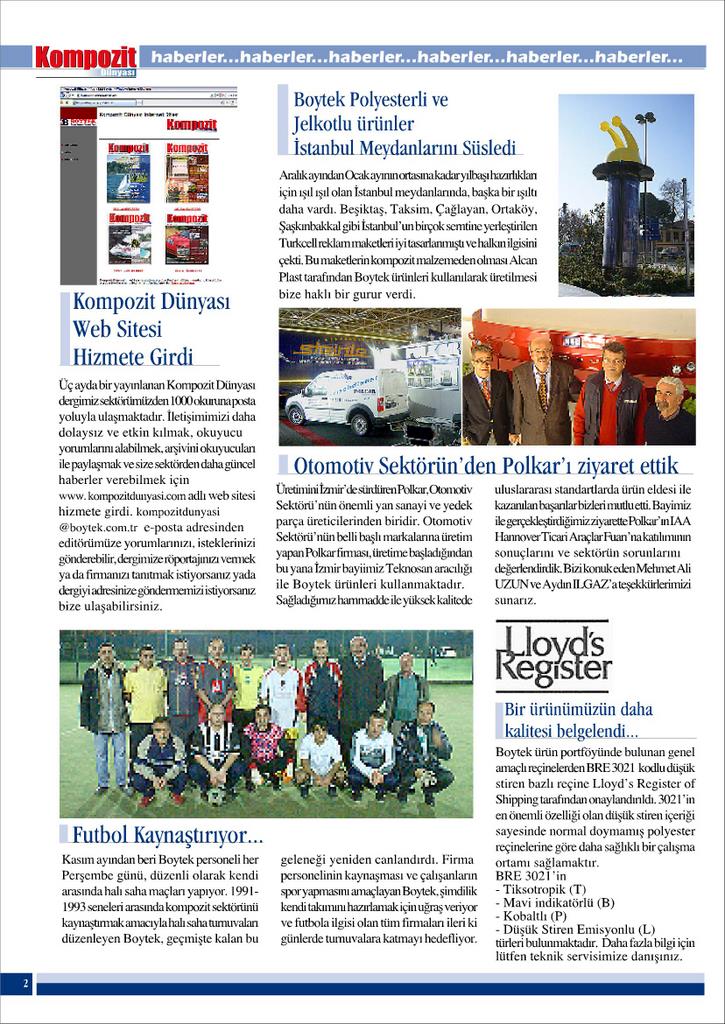 Kompozit
Dünyası
haberler...haberler...haberler...haberler...haberler...haberler...
Kompozit Dünyası
Web Sitesi
Hizmete Girdi
Üç ayda bir yayınlanan Kompozit Dünyası
dergimiz sektörümüzden 1000 okuruna posta
yoluyla ulaşmaktadır. İletişimimizi daha
dolaysız ve etkin kılmak, okuyucu
yorumlarını alabilmek, arşivini okuyucuları
ile paylaşmak ve size sektörden daha güncel
haberler verebilmek için
www.kompozitdunyasi.com adlı web sitesi
hizmete girdi. kompozitdunyasi
@boytek.com.tr e-posta adresinden
editörümüze yorumlarınızı, isteklerinizi
gönderebilir, dergimize röportajınızı vermek
ya da firmanızı tanıtmak istiyorsanız yada
dergiyi adresinize göndermemizi istiyorsanız
bize ulaşabilirsiniz.
Boytek Polyesterli ve
Jelkotlu ürünler
İstanbul Meydanlarını Süsledi
Aralık ayından Ocak ayının ortasına kadar yılbaşı hazırlıkları
için ışıl ışıl olan İstanbul meydanlarında, başka bir ışıltı
daha vardı. Beşiktaş, Taksim, Çağlayan, Ortaköy,
Şaşkınbakkal gibi İstanbul'un birçok semtine yerleştirilen
Turkcell reklam maketleri iyi tasarlanmıştı ve halkın ilgisini
çekti. Bu maketlerin kompozit malzemeden olması Alcan
Plast tarafından Boytek ürünleri kullanılarak üretilmesi
bize haklı bir gurur verdi.
Otomotiv Sektörün'den Polkar'ı ziyaret ettik
Üretimini İzmir'de sürdüren Polkar, Otomotiv
Sektörü'nün önemli yan sanayi ve yedek
parça üreticilerinden biridir. Otomotiv
Sektörü'nün belli başlı markalarına üretim
yapan Polkar firması, üretime başladığından
bu yana İzmir bayiimiz Teknosan aracılığı
ile Boytek ürünleri kullanmaktadır.
Sağladığımız hammadde ile yüksek kalitede
uluslararası standartlarda ürün eldesi ile
kazanılan başarılar bizleri mutlu etti. Bayimiz
ile gerçekleştirdiğimiz ziyarette Polkar'ın IAA
Hannover Ticari Araçlar Fuarı'na katılımının
sonuçlarını ve sektörün sorunlarını
değerlendirdik. Bizi konuk eden Mehmet Ali
UZUN ve Aydın ILGAZ'a teşekkürlerimizi
sunarız.
Futbol Kaynaştırıyor...
Kasım ayından beri Boytek personeli her
Perşembe günü, düzenli olarak kendi
arasında halı saha maçları yapıyor. 1991-
1993 seneleri arasında kompozit sektörünü
kaynaştırmak amacıyla halı saha turnuvaları
düzenleyen Boytek, geçmişte kalan bu
geleneği yeniden canlandırdı. Firma
personelinin kaynaşması ve çalışanların
spor yapmasını amaçlayan Boytek, şimdilik
kendi takımını hazırlamak için uğraş veriyor
ve futbola ilgisi olan tüm firmaları ileri ki
günlerde turnuvalara katmayı hedefliyor.
Lloyd's
Register
Bir ürünümüzün daha
kalitesi belgelendi...
Boytek ürün portföyünde bulunan genel
amaçlı reçinelerden BRE 3021 kodlu düşük
stiren bazlı reçine Lloyd's Register of
Shipping tarafından onaylandırıldı. 3021'in
en önemli özelliği olan düşük stiren içeriği
sayesinde normal doymamış polyester
reçinelerine göre daha sağlıklı bir çalışma
ortamı sağlamaktır.
BRE 3021'in
- Tiksotropik (T)
- Mavi indikatörlü (B)
- Kobaltlı (P)
- Düşük Stiren Emisyonlu (L)
türleri bulunmaktadır. Daha fazla bilgi için
lütfen teknik servisimize danışınız.
2